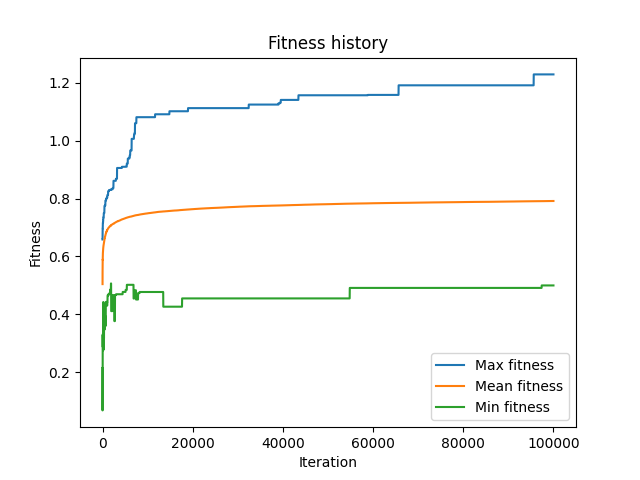 Fitness history
1.2
1.0
0.8
0.6
0.4
0.2
Fitness
0 20000 40000 60000 80000 100000
Iteration
Max fitness
Mean fitness
Min fitness